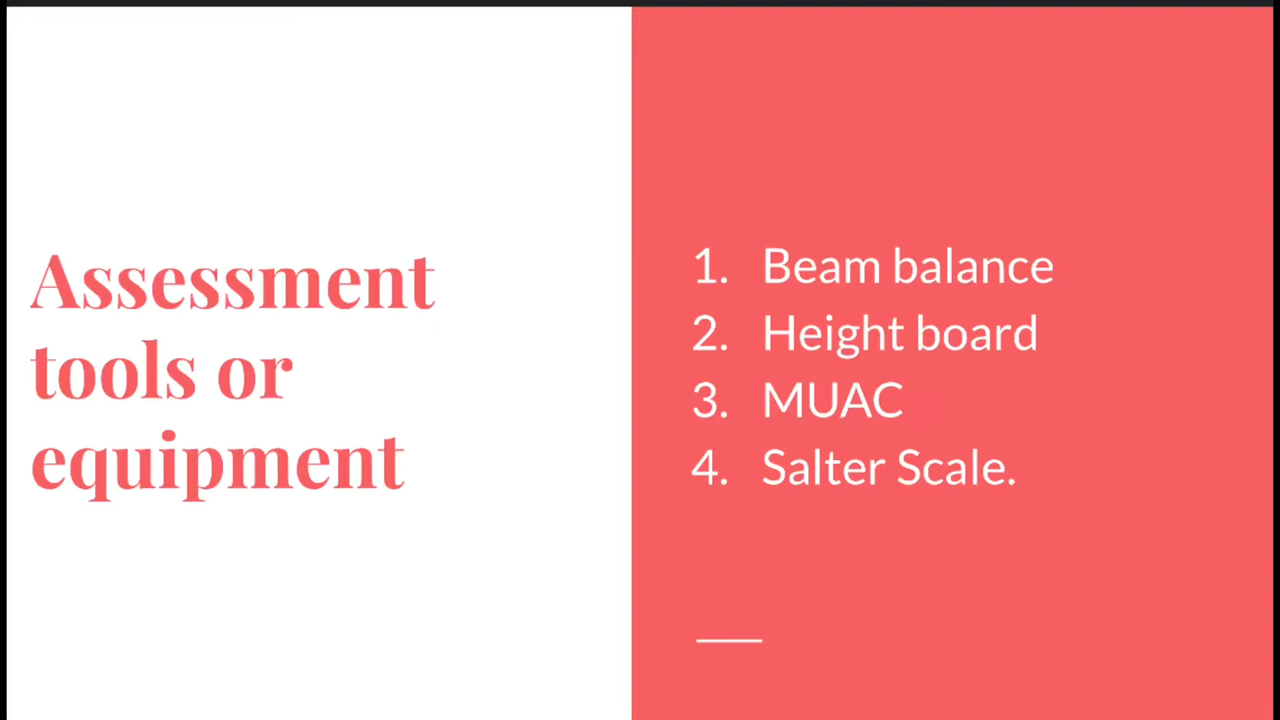 Assessment
tools or
equipment
1. Beam balance
2. Height board
3. MUAC
4. Salter Scale.